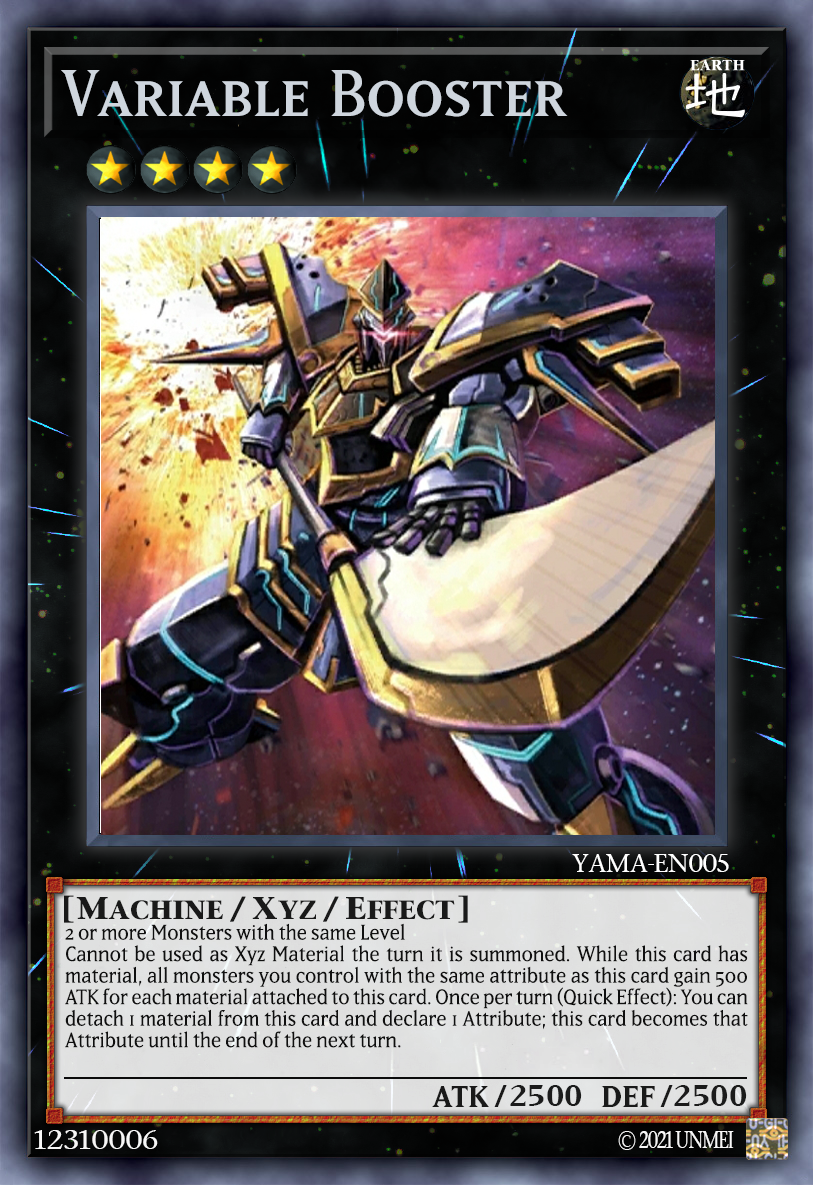 Variable Booster
EARTH
地
YAMA-EN005
[Machine / Xyz / Effect]
2 or more Monsters with the same Level
Cannot be used as Xyz Material the turn it is summoned. While this card has
material, all monsters you control with the same attribute as this card gain 500
ATK for each material attached to this card. Once per turn (Quick Effect): You can
detach 1 material from this card and declare 1 Attribute; this card becomes that
Attribute until the end of the next turn.
ATK/2500 DEF/2500
12310006
© 2021 UNMEI